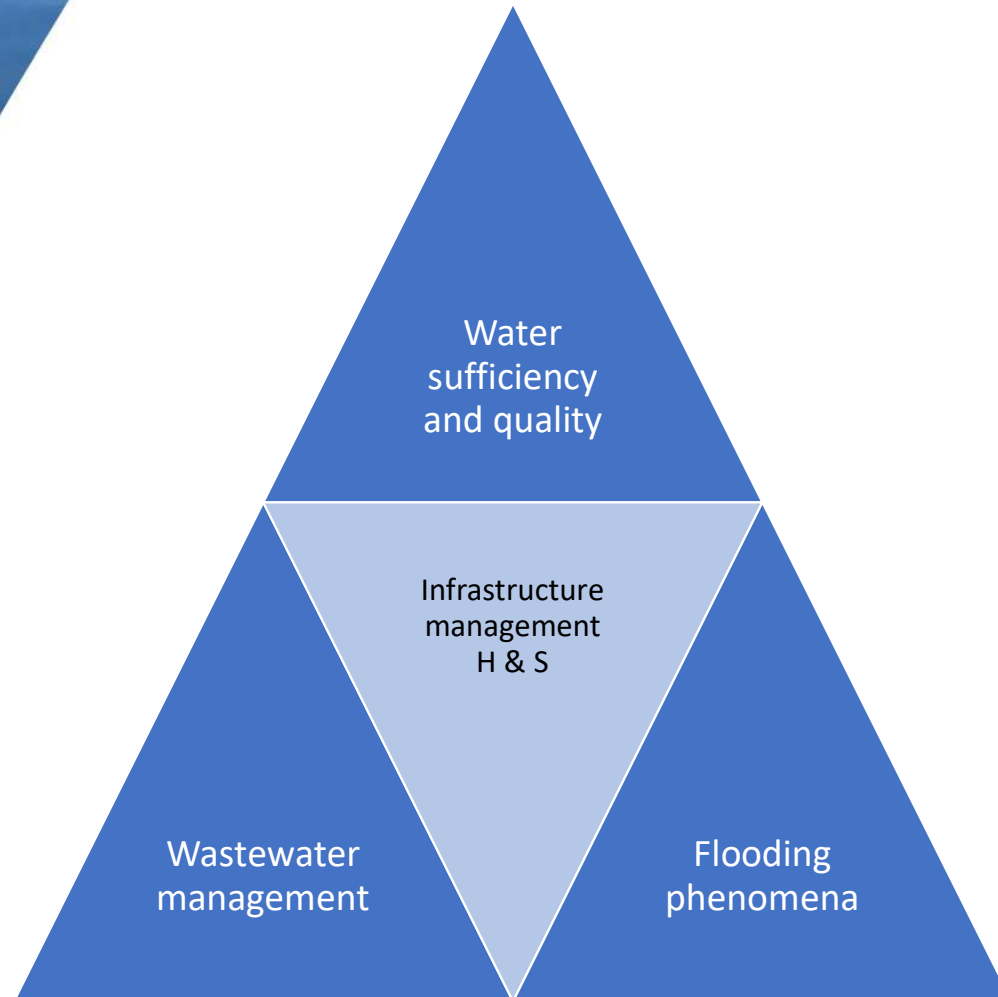 Water
sufficiency
and quality
Infrastructure
management
H & S
Wastewater
management
Flooding
phenomena